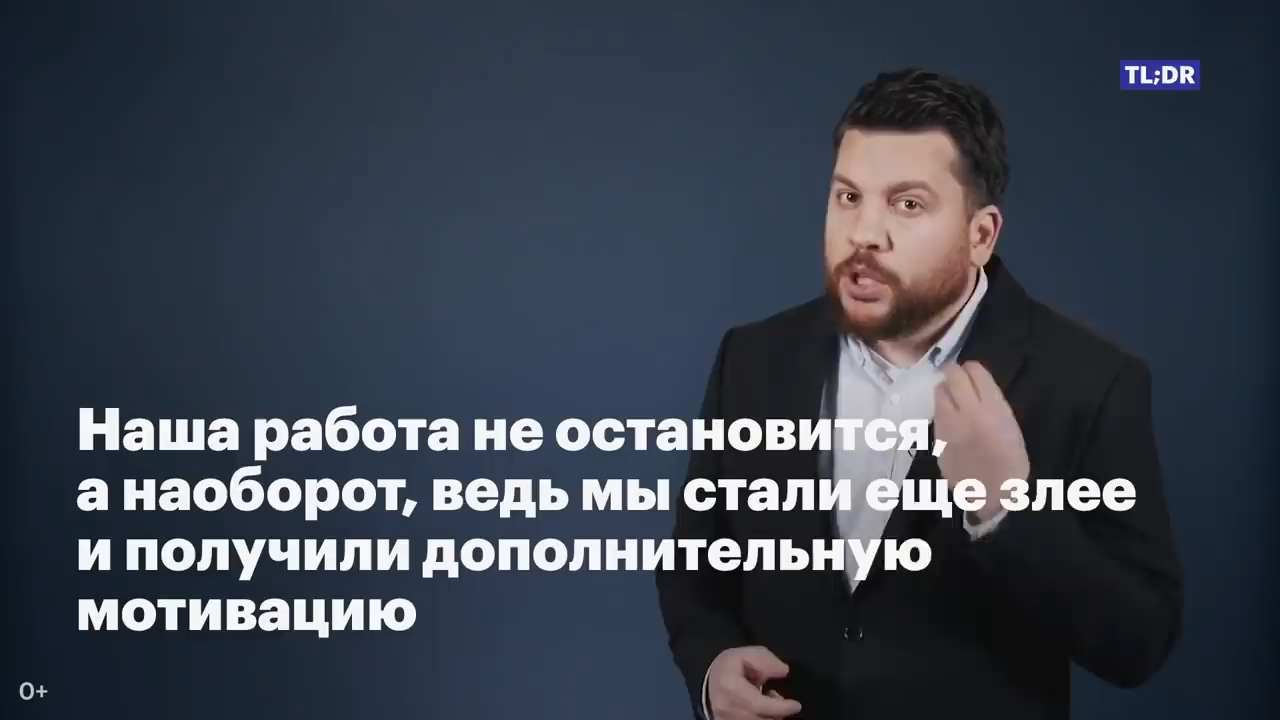 TL;DR
Наша работа не остановится,
а наоборот, ведь мы стали еще злее
и получили дополнительную
мотивацию
0+